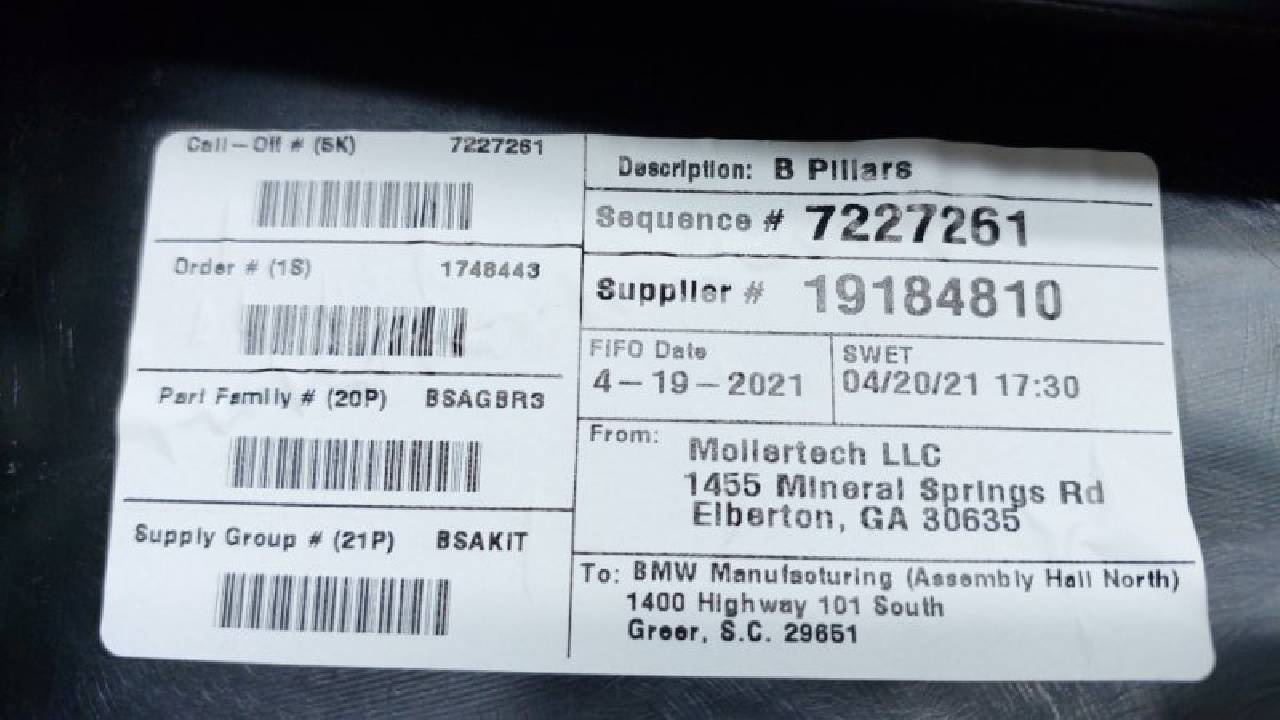 Call-Off # (5K) 7227261
Order # (1S) 1748443
Part Family # (20P) BSAGBR3
Supply Group # (21P) BSAKIT
Description: B Pillars
Sequence # 7227261
Supplier # 19184810
FIFO Date
4-19-2021
SWET
04/20/21 17:30
From: Mollertech LLC
1455 Mineral Springs Rd
Elberton, GA 30635
To: BMW Manufacturing (Assembly Hall North)
1400 Highway 101 South
Greer, S.C. 29651